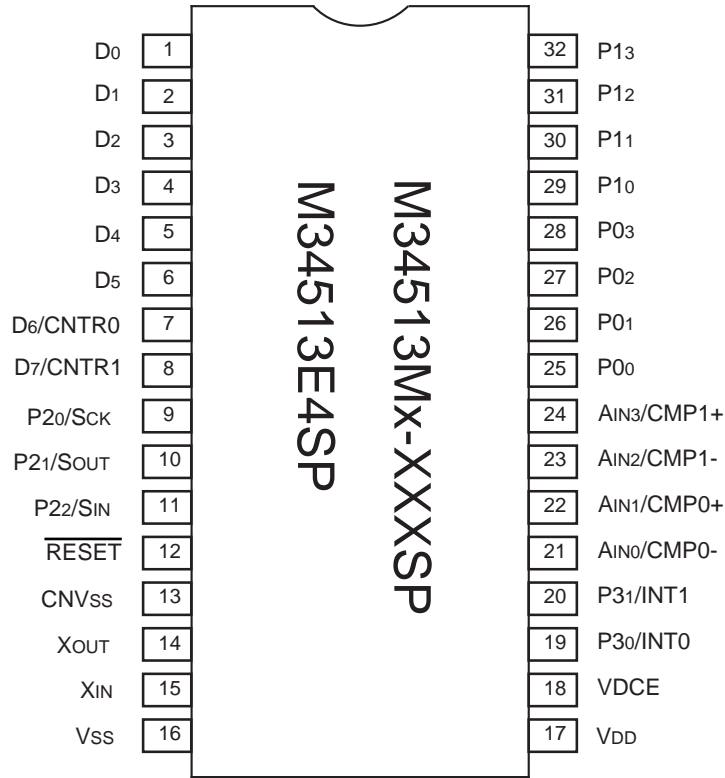 D0 1 32 P13
D1 2 31 P12
D2 3 30 P11
D3 4 29 P10
D4 5 28 P03
D5 6 27 P02
D6/CNTR0 7 26 P01
D7/CNTR1 8 25 P00
P20/SCK 9 24 AIN3/CMP1+
P21/SOUT 10 23 AIN2/CMP1-
P22/SIN 11 22 AIN1/CMP0+
RESET 12 21 AIN0/CMP0-
CNVSS 13 20 P31/INT1
XOUT 14 19 P30/INT0
XIN 15 18 VDCE
VSS 16 17 VDD
M34513Mx-XXXSP
M34513E4SP